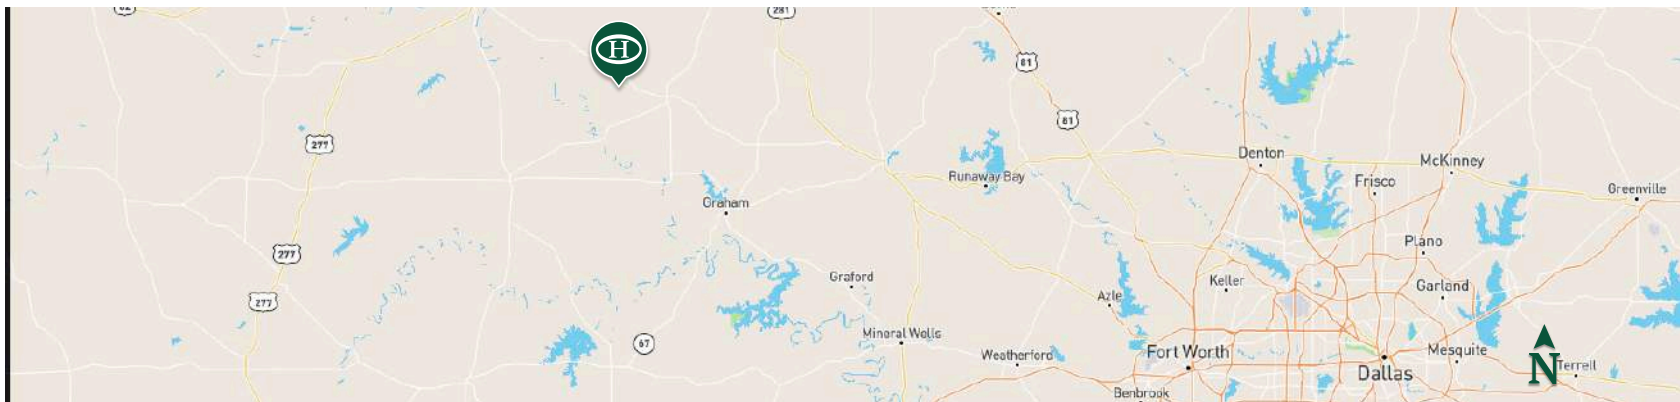 281
H
81
81
277
Denton
McKinney
Runaway Bay
Frisco
Greenville
Graham
Plano
277
Graford
Keller
Garland
Azle
277
Mineral Wells
67
Fort Worth
Weatherford
Mesquite
Dallas
N
Terrell
Benbrook